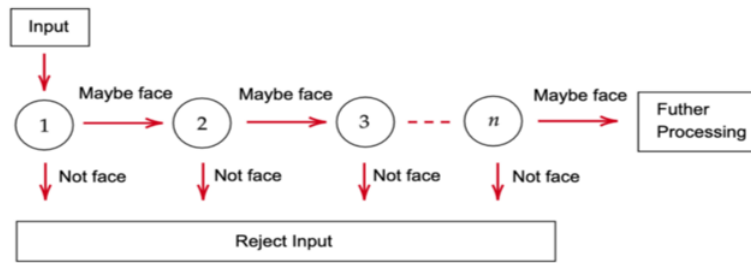 Input
Maybe face
Maybe face
Maybe face
1
2
3
n
Futher
Processing
Not face
Not face
Not face
Not face
Reject Input